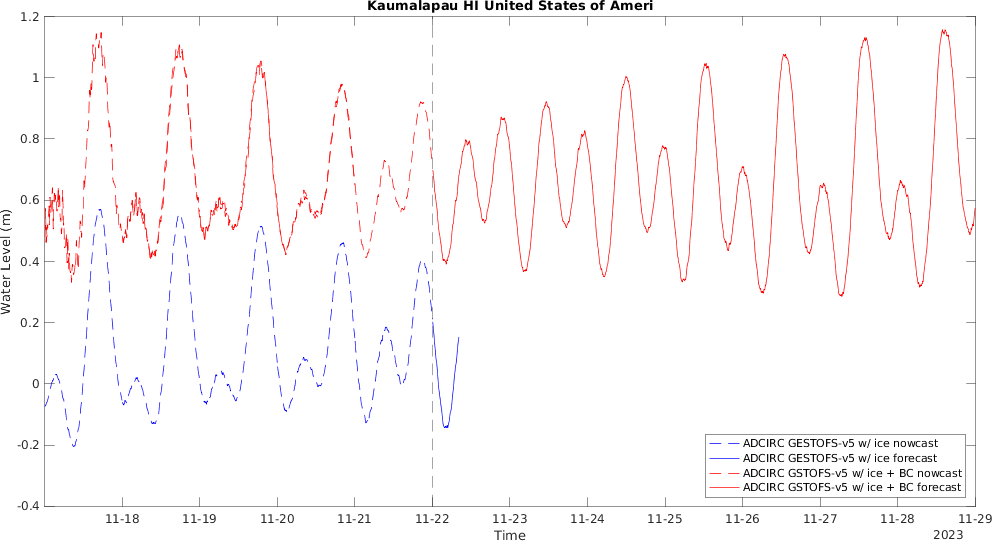 Kaumalapau HI United States of Ameri
1.2
1
0.8
0.6
0.4
0.2
0
-0.2
-0.4
Water Level (m)
ADCIRC GESTOFS-v5 w/ ice nowcast
ADCIRC GESTOFS-v5 w/ ice forecast
ADCIRC GSTOFS-v5 w/ ice + BC nowcast
ADCIRC GSTOFS-v5 w/ ice + BC forecast
11-18 11-19 11-20 11-21 11-22 11-23 11-24 11-25 11-26 11-27 11-28 11-29
Time
2023